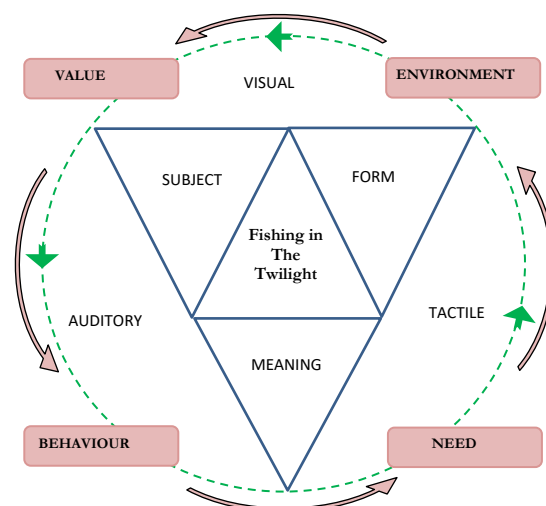 VALUE
ENVIRONMENT
VISUAL
SUBJECT
FORM
Fishing in
The
Twilight
AUDITORY
TACTILE
MEANING
BEHAVIOUR
NEED